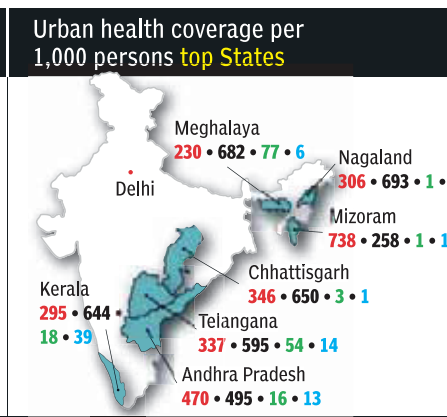 Urban health coverage per
1,000 persons top States
Meghalaya
230 • 682 • 77 • 6
Nagaland
306 • 693 • 1 •
Delhi
Mizoram
738 • 258 • 1 • 1
Chhattisgarh
346 • 650 • 3 • 1
Kerala
295 • 644 •
18 • 39
Telangana
337 • 595 • 54 • 14
Andhra Pradesh
470 • 495 • 16 • 13